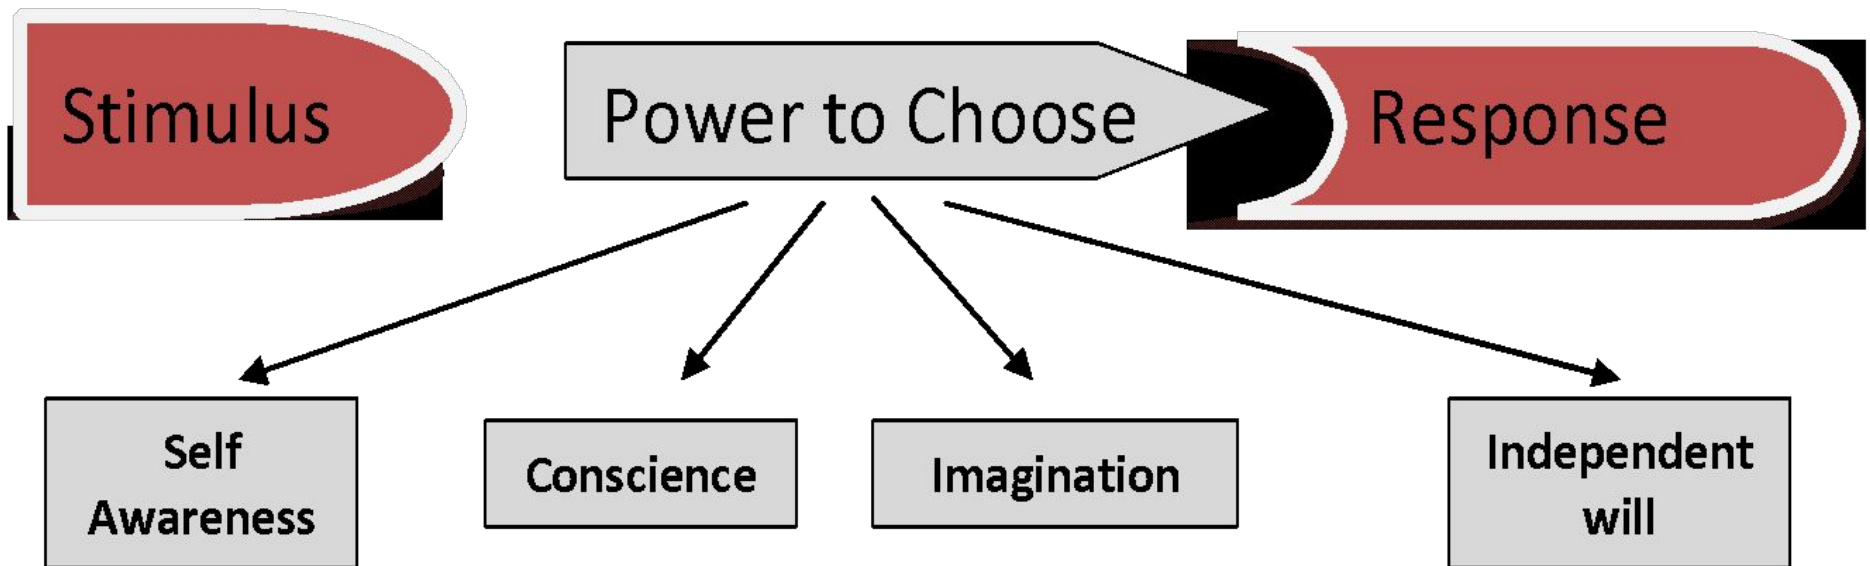 Stimulus
Power to Choose
Response
Self
Awareness
Conscience
Imagination
Independent
will